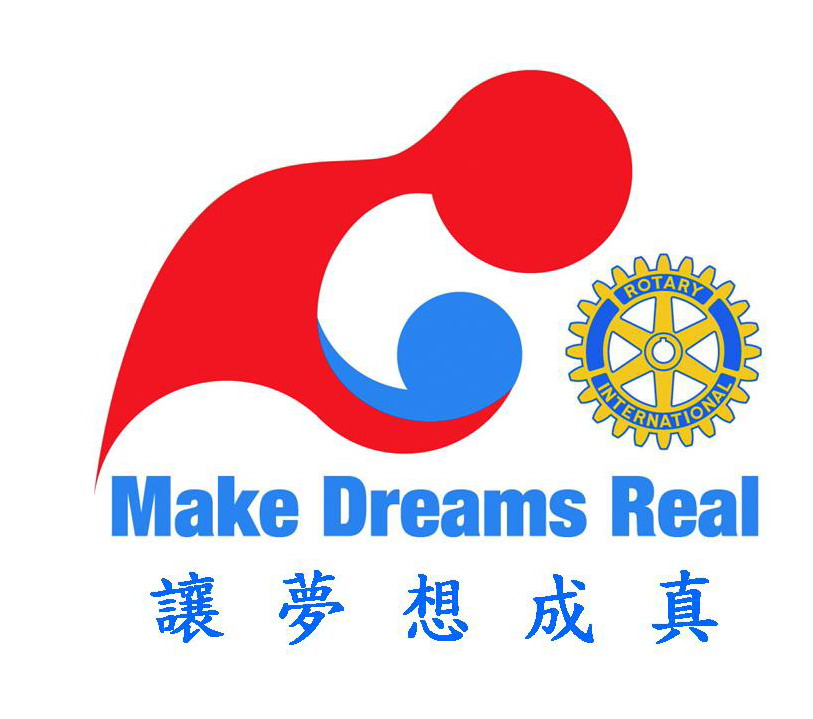 ROTARY
INTERNATIONAL
Make Dreams Real
讓夢想成真